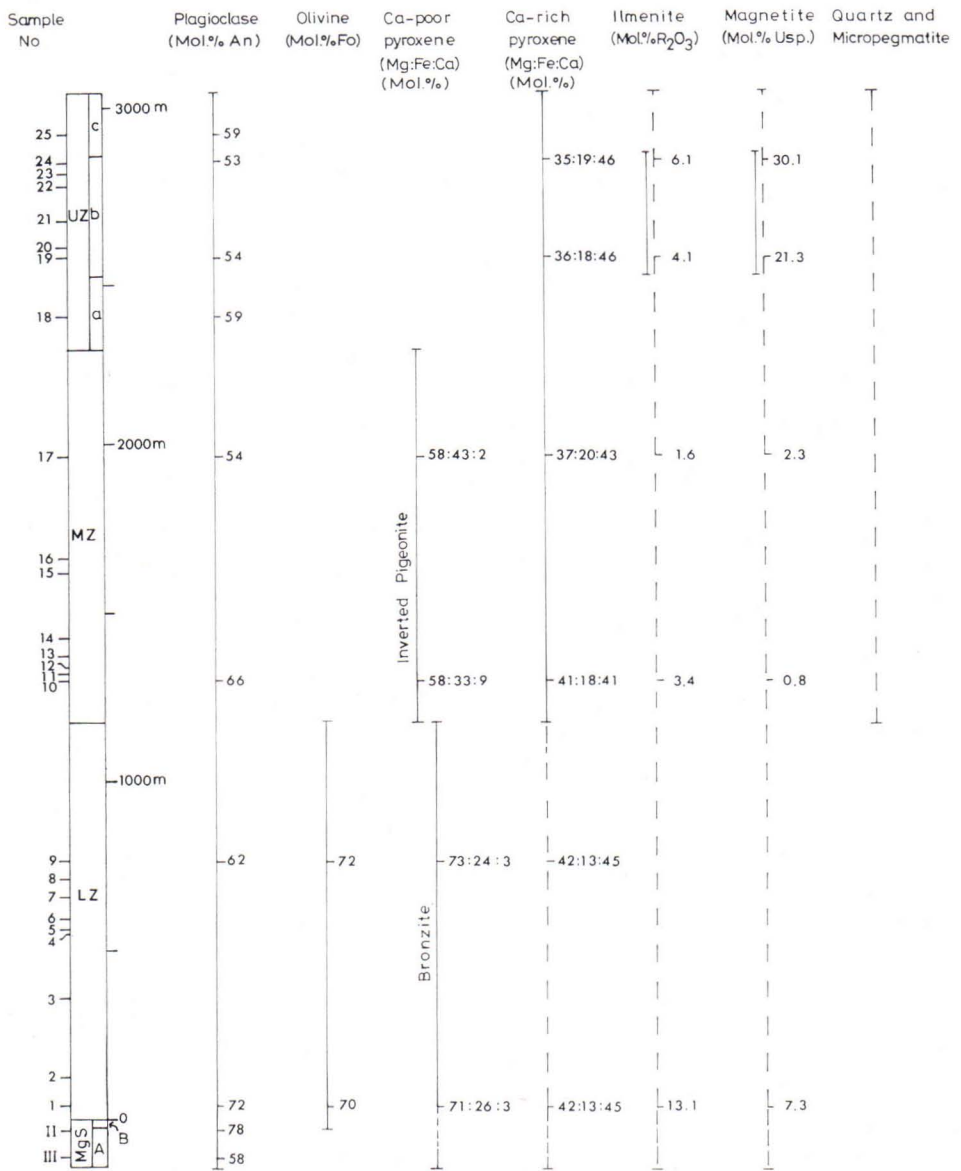 Sample No
Plagioclase (Mol.% An)
Olivine (Mol.% Fo)
Ca-poor pyroxene (Mg:Fe:Ca) (Mol.%)
Ca-rich pyroxene (Mg:Fe:Ca) (Mol.%)
Ilmenite (Mol.% R₂O₃)
Magnetite (Mol.% Usp.)
Quartz and Micropegmatite
3000 m
c
25 59
24 53 35:19:46 6.1 30.1
23
22
UZ b
21
20
19 54 36:18:46 4.1 21.3
18 a 59
2000m
17 54 58:43:2 37:20:43 1.6 2.3
MZ
Inverted Pigeonite
16
15
14
13
12
11
10 66 58:33:9 41:18:41 3.4 0.8
1000m
9 62 72 73:24:3 42:13:45
8
7 LZ
6
5
4
Bronzite
3
2
1 72 70 71:26:3 42:13:45 13.1 7.3
0
II 78
B
MgS
III A 58